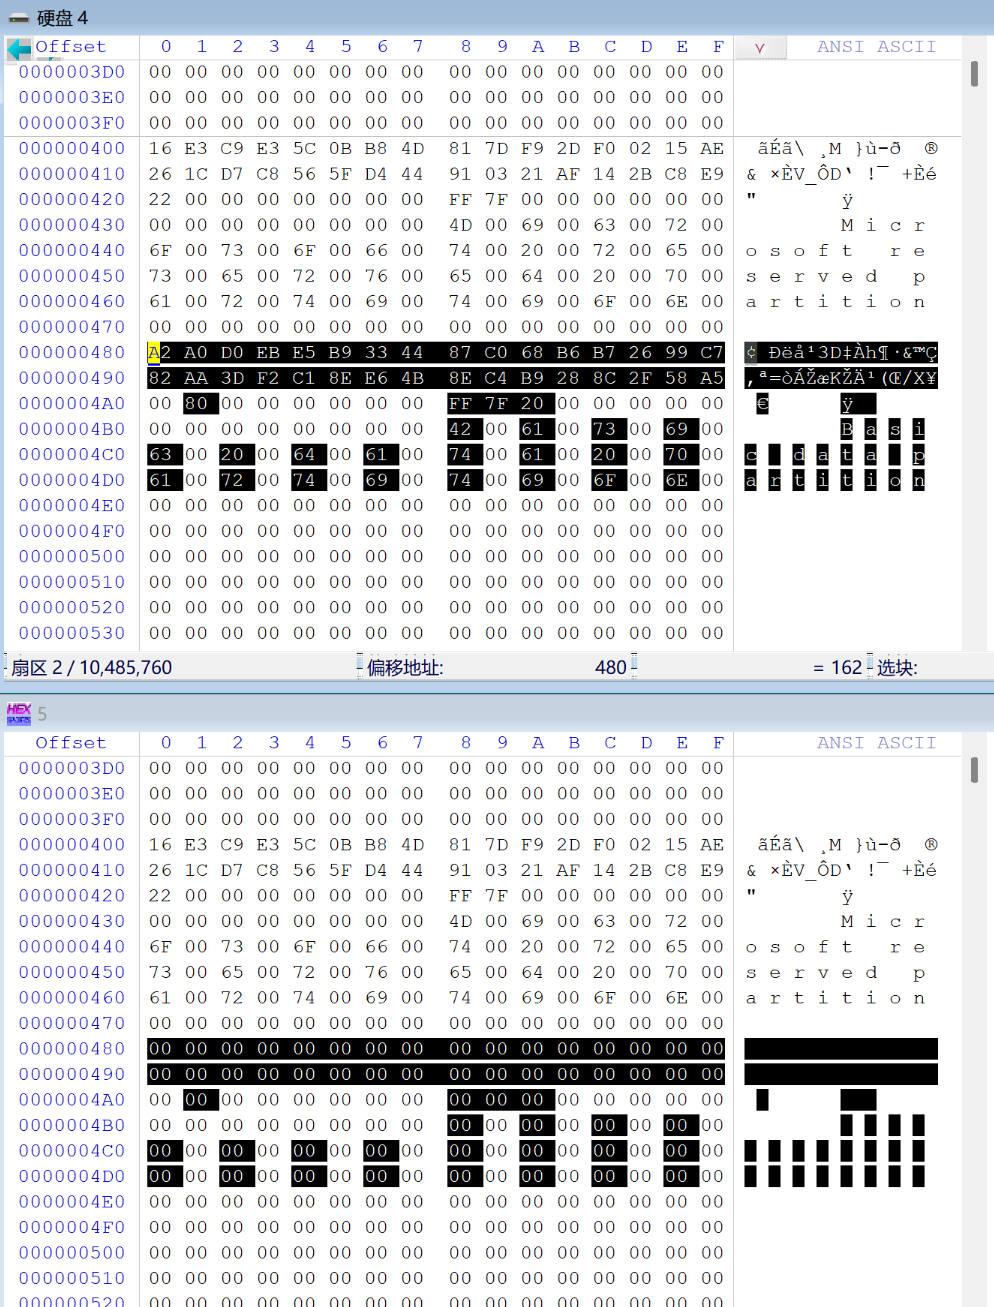 硬盘 4
Offset 0 1 2 3 4 5 6 7 8 9 A B C D E F ANSI ASCII
0000003D0 00 00 00 00 00 00 00 00 00 00 00 00 00 00 00 00
0000003E0 00 00 00 00 00 00 00 00 00 00 00 00 00 00 00 00
0000003F0 00 00 00 00 00 00 00 00 00 00 00 00 00 00 00 00
000000400 16 E3 C9 E3 5C 0B B8 4D 81 7D F9 2D F0 02 15 AE ãÉã\ ¸M }ù-ð ®
000000410 26 1C D7 C8 56 5F D4 44 91 03 21 AF 14 2B C8 E9 & ×ÈV_ÔD‘ !¯ +Èé
000000420 22 00 00 00 00 00 00 00 FF 7F 00 00 00 00 00 00 " ÿ
000000430 00 00 00 00 00 00 00 00 4D 00 69 00 63 00 72 00 M i c r
000000440 6F 00 73 00 6F 00 66 00 74 00 20 00 72 00 65 00 o s o f t r e
000000450 73 00 65 00 72 00 76 00 65 00 64 00 20 00 70 00 s e r v e d p
000000460 61 00 72 00 74 00 69 00 74 00 69 00 6F 00 6E 00 a r t i t i o n
000000470 00 00 00 00 00 00 00 00 00 00 00 00 00 00 00 00
000000480 A2 A0 D0 EB E5 B9 33 44 87 C0 68 B6 B7 26 99 C7 ¢ Ðëå¹3D‡Àh¶·&™Ç
000000490 82 AA 3D F2 C1 8E E6 4B 8E C4 B9 28 8C 2F 58 A5 ‚ª=òÁŽæKŽÄ¹(Œ/X¥
0000004A0 00 80 00 00 00 00 00 00 FF 7F 20 00 00 00 00 00 € ÿ
0000004B0 00 00 00 00 00 00 00 00 42 00 61 00 73 00 69 00 B a s i
0000004C0 63 00 20 00 64 00 61 00 74 00 61 00 20 00 70 00 c d a t a p
0000004D0 61 00 72 00 74 00 69 00 74 00 69 00 6F 00 6E 00 a r t i t i o n
0000004E0 00 00 00 00 00 00 00 00 00 00 00 00 00 00 00 00
0000004F0 00 00 00 00 00 00 00 00 00 00 00 00 00 00 00 00
000000500 00 00 00 00 00 00 00 00 00 00 00 00 00 00 00 00
000000510 00 00 00 00 00 00 00 00 00 00 00 00 00 00 00 00
000000520 00 00 00 00 00 00 00 00 00 00 00 00 00 00 00 00
000000530 00 00 00 00 00 00 00 00 00 00 00 00 00 00 00 00
扇区 2 / 10,485,760 偏移地址: 480 = 162 选块:
HEX 5
Offset 0 1 2 3 4 5 6 7 8 9 A B C D E F ANSI ASCII
0000003D0 00 00 00 00 00 00 00 00 00 00 00 00 00 00 00 00
0000003E0 00 00 00 00 00 00 00 00 00 00 00 00 00 00 00 00
0000003F0 00 00 00 00 00 00 00 00 00 00 00 00 00 00 00 00
000000400 16 E3 C9 E3 5C 0B B8 4D 81 7D F9 2D F0 02 15 AE ãÉã\ ¸M }ù-ð ®
000000410 26 1C D7 C8 56 5F D4 44 91 03 21 AF 14 2B C8 E9 & ×ÈV_ÔD‘ !¯ +Èé
000000420 22 00 00 00 00 00 00 00 FF 7F 00 00 00 00 00 00 " ÿ
000000430 00 00 00 00 00 00 00 00 4D 00 69 00 63 00 72 00 M i c r
000000440 6F 00 73 00 6F 00 66 00 74 00 20 00 72 00 65 00 o s o f t r e
000000450 73 00 65 00 72 00 76 00 65 00 64 00 20 00 70 00 s e r v e d p
000000460 61 00 72 00 74 00 69 00 74 00 69 00 6F 00 6E 00 a r t i t i o n
000000470 00 00 00 00 00 00 00 00 00 00 00 00 00 00 00 00
000000480 00 00 00 00 00 00 00 00 00 00 00 00 00 00 00 00
000000490 00 00 00 00 00 00 00 00 00 00 00 00 00 00 00 00
0000004A0 00 00 00 00 00 00 00 00 00 00 00 00 00 00 00 00
0000004B0 00 00 00 00 00 00 00 00 00 00 00 00 00 00 00 00
0000004C0 00 00 00 00 00 00 00 00 00 00 00 00 00 00 00 00
0000004D0 00 00 00 00 00 00 00 00 00 00 00 00 00 00 00 00
0000004E0 00 00 00 00 00 00 00 00 00 00 00 00 00 00 00 00
0000004F0 00 00 00 00 00 00 00 00 00 00 00 00 00 00 00 00
000000500 00 00 00 00 00 00 00 00 00 00 00 00 00 00 00 00
000000510 00 00 00 00 00 00 00 00 00 00 00 00 00 00 00 00
000000520 00 00 00 00 00 00 00 00 00 00 00 00 00 00 00 00